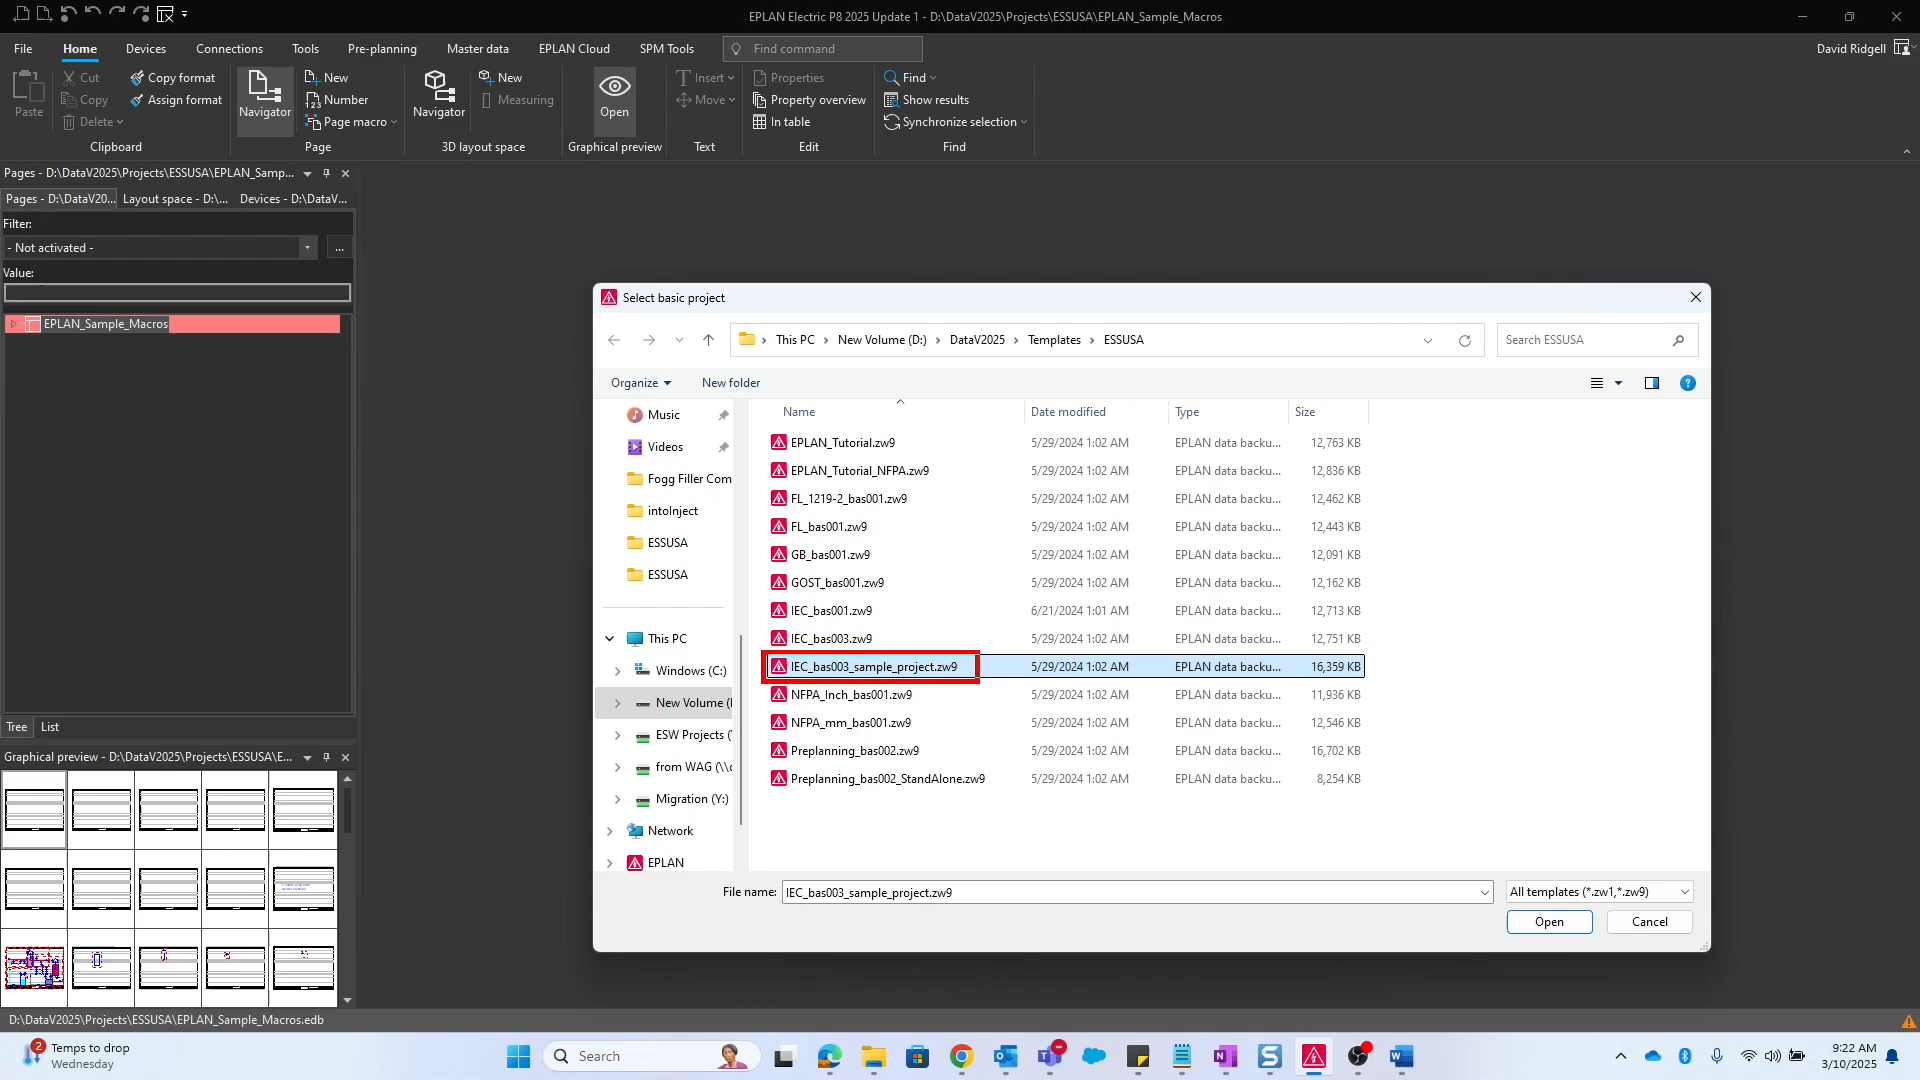 EPLAN Electric P8 2025 Update 1 - D:\DataV2025\Projects\ESSUSA\EPLAN_Sample_Macros
File Home Devices Connections Tools Pre-planning Master data EPLAN Cloud SPM Tools Find command David Ridgell
Cut Copy format New New Insert Properties Find
Copy Assign format Number Measuring Move Property overview Show results
Paste Navigator Navigator Open
Delete Page macro In table Synchronize selection
Clipboard Page 3D layout space Graphical preview Text Edit Find
Pages - D:\DataV2025\Projects\ESSUSA\EPLAN_Samp...
Pages - D:\DataV20... Layout space - D:\... Devices - D:\DataV...
Filter:
- Not activated - ...
Value:
EPLAN_Sample_Macros
Tree List
Graphical preview - D:\DataV2025\Projects\ESSUSA\E...
D:\DataV2025\Projects\ESSUSA\EPLAN_Sample_Macros.edb
Select basic project
This PC New Volume (D:) DataV2025 Templates ESSUSA Search ESSUSA
Organize New folder
Music
Videos
Fogg Filler Com
intoInject
ESSUSA
ESSUSA
This PC
Windows (C:)
New Volume (
ESW Projects (
from WAG (\\
Migration (Y:)
Network
EPLAN
Name Date modified Type Size
EPLAN_Tutorial.zw9 5/29/2024 1:02 AM EPLAN data backu... 12,763 KB
EPLAN_Tutorial_NFPA.zw9 5/29/2024 1:02 AM EPLAN data backu... 12,836 KB
FL_1219-2_bas001.zw9 5/29/2024 1:02 AM EPLAN data backu... 12,462 KB
FL_bas001.zw9 5/29/2024 1:02 AM EPLAN data backu... 12,443 KB
GB_bas001.zw9 5/29/2024 1:02 AM EPLAN data backu... 12,091 KB
GOST_bas001.zw9 5/29/2024 1:02 AM EPLAN data backu... 12,162 KB
IEC_bas001.zw9 6/21/2024 1:01 AM EPLAN data backu... 12,713 KB
IEC_bas003.zw9 5/29/2024 1:02 AM EPLAN data backu... 12,751 KB
IEC_bas003_sample_project.zw9 5/29/2024 1:02 AM EPLAN data backu... 16,359 KB
NFPA_Inch_bas001.zw9 5/29/2024 1:02 AM EPLAN data backu... 11,936 KB
NFPA_mm_bas001.zw9 5/29/2024 1:02 AM EPLAN data backu... 12,546 KB
Preplanning_bas002.zw9 5/29/2024 1:02 AM EPLAN data backu... 16,702 KB
Preplanning_bas002_StandAlone.zw9 5/29/2024 1:02 AM EPLAN data backu... 8,254 KB
File name: IEC_bas003_sample_project.zw9 All templates (*.zw1,*.zw9)
Open Cancel
2 Temps to drop
Wednesday
Search
9:22 AM
3/10/2025